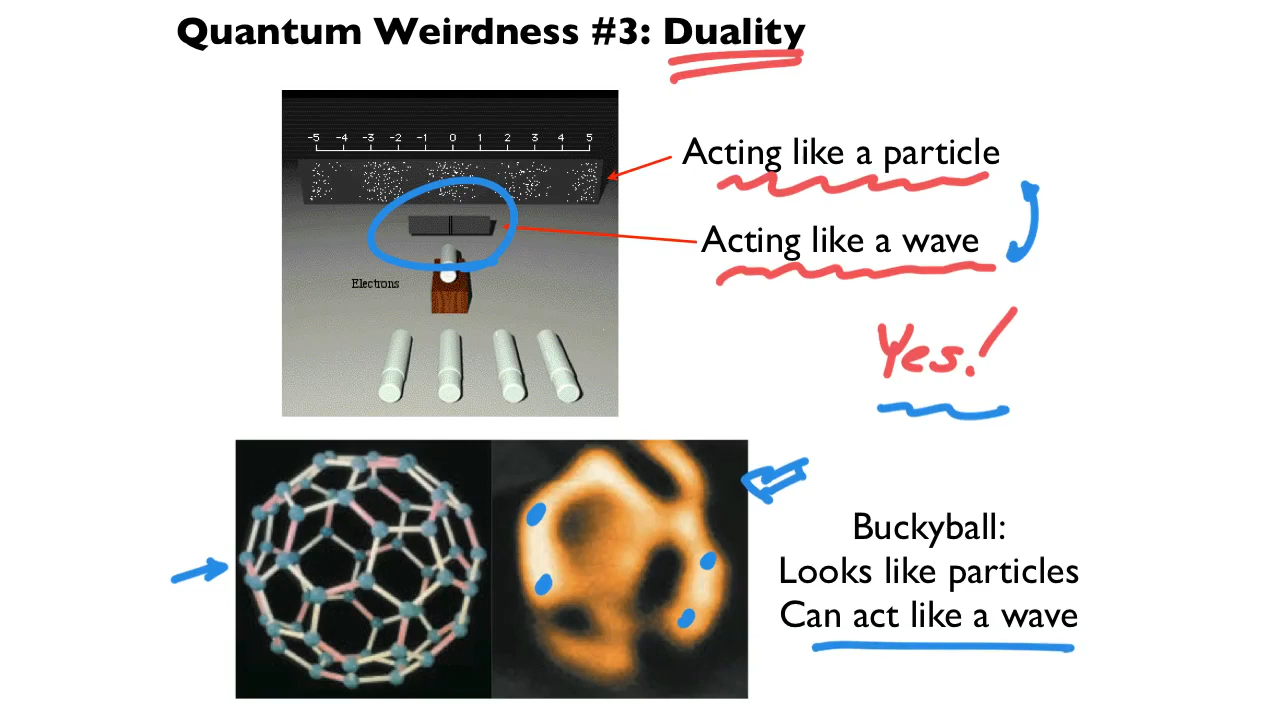 Quantum Weirdness #3: Duality
-5 -4 -3 -2 -1 0 1 2 3 4 5
Acting like a particle
Acting like a wave
Electrons
Yes!
Buckyball:
Looks like particles
Can act like a wave